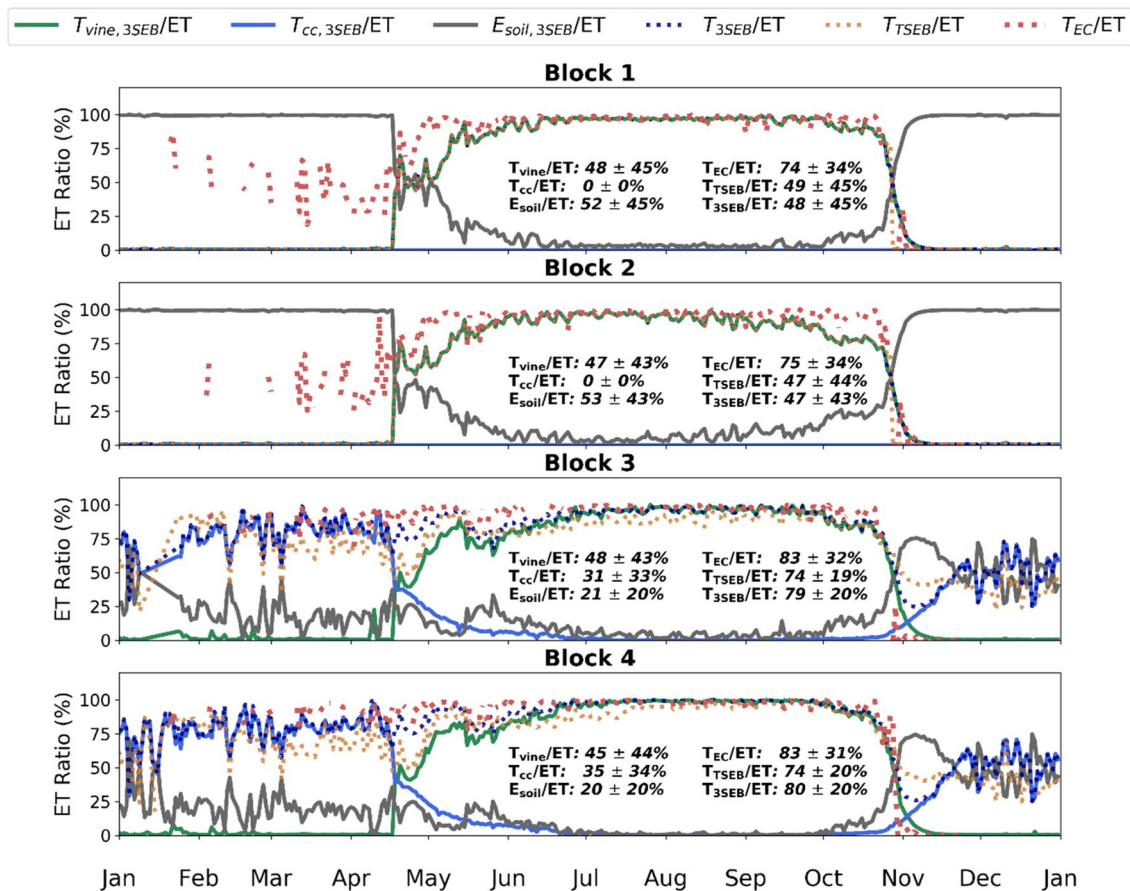 T_vine, 3SEB/ET T_cc, 3SEB/ET E_soil, 3SEB/ET T_3SEB/ET T_TSEB/ET T_EC/ET
Block 1
ET Ratio (%)
100
75
50
25
0
T_vine/ET: 48 ± 45% T_EC/ET: 74 ± 34%
T_cc/ET: 0 ± 0% T_TSEB/ET: 49 ± 45%
E_soil/ET: 52 ± 45% T_3SEB/ET: 48 ± 45%
Block 2
ET Ratio (%)
100
75
50
25
0
T_vine/ET: 47 ± 43% T_EC/ET: 75 ± 34%
T_cc/ET: 0 ± 0% T_TSEB/ET: 47 ± 44%
E_soil/ET: 53 ± 43% T_3SEB/ET: 47 ± 43%
Block 3
ET Ratio (%)
100
75
50
25
0
T_vine/ET: 48 ± 43% T_EC/ET: 83 ± 32%
T_cc/ET: 31 ± 33% T_TSEB/ET: 74 ± 19%
E_soil/ET: 21 ± 20% T_3SEB/ET: 79 ± 20%
Block 4
ET Ratio (%)
100
75
50
25
0
T_vine/ET: 45 ± 44% T_EC/ET: 83 ± 31%
T_cc/ET: 35 ± 34% T_TSEB/ET: 74 ± 20%
E_soil/ET: 20 ± 20% T_3SEB/ET: 80 ± 20%
Jan Feb Mar Apr May Jun Jul Aug Sep Oct Nov Dec Jan